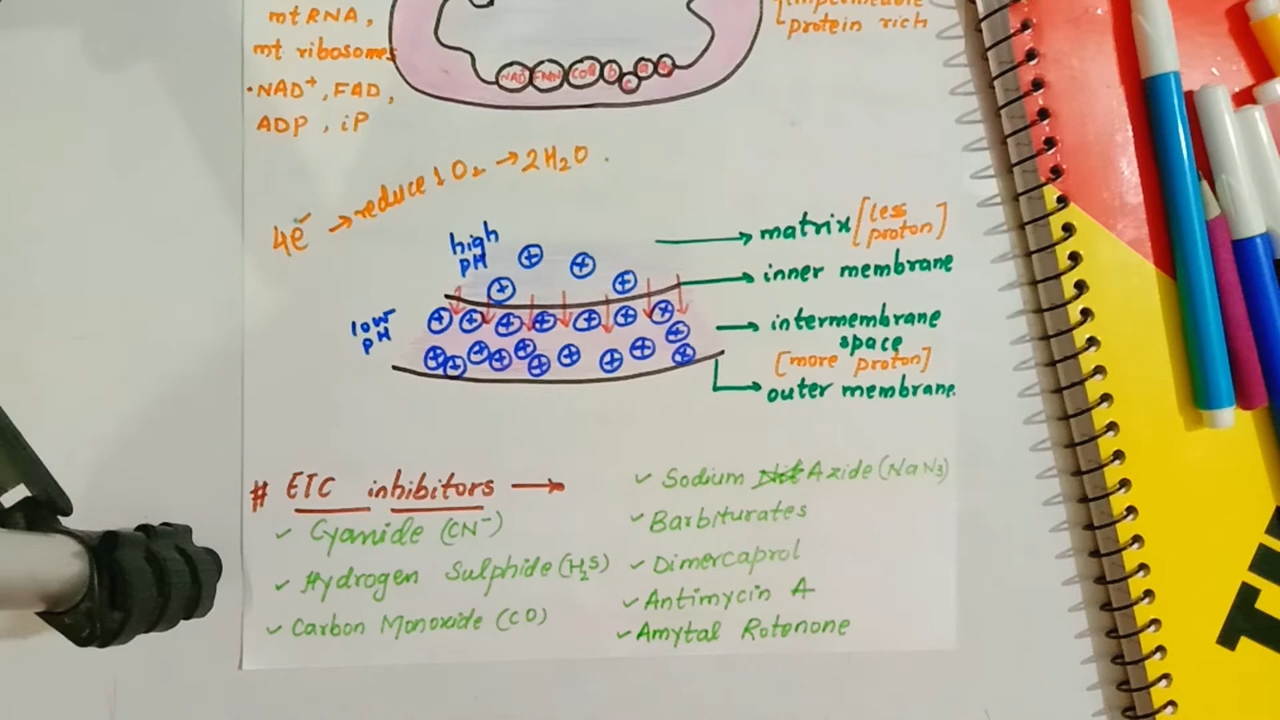 mt RNA,
mt ribosomes
• NAD⁺, FAD,
ADP, iP
protein rich
NAD⁺ FMN COQ b c a a₃
4e⁻ → reduce 1 O₂ → 2H₂O.
high
pH
low
pH
matrix [less
proton]
inner membrane
intermembrane
space
[more proton]
outer membrane.
# ETC inhibitors →
✓ Cyanide (CN⁻)
✓ Hydrogen Sulphide (H₂S)
✓ Carbon Monoxide (CO)
✓ Sodium Azide (NaN₃)
✓ Barbiturates
✓ Dimercaprol
✓ Antimycin A
✓ Amytal Rotenone